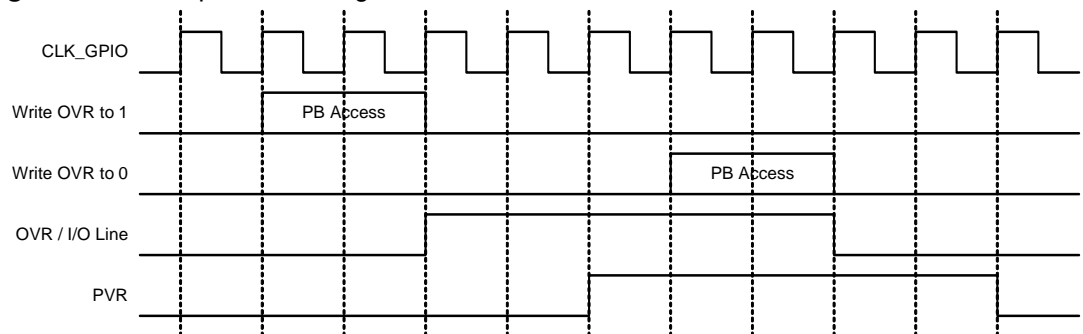 CLK_GPIO
Write OVR to 1
PB Access
Write OVR to 0
PB Access
OVR / I/O Line
PVR